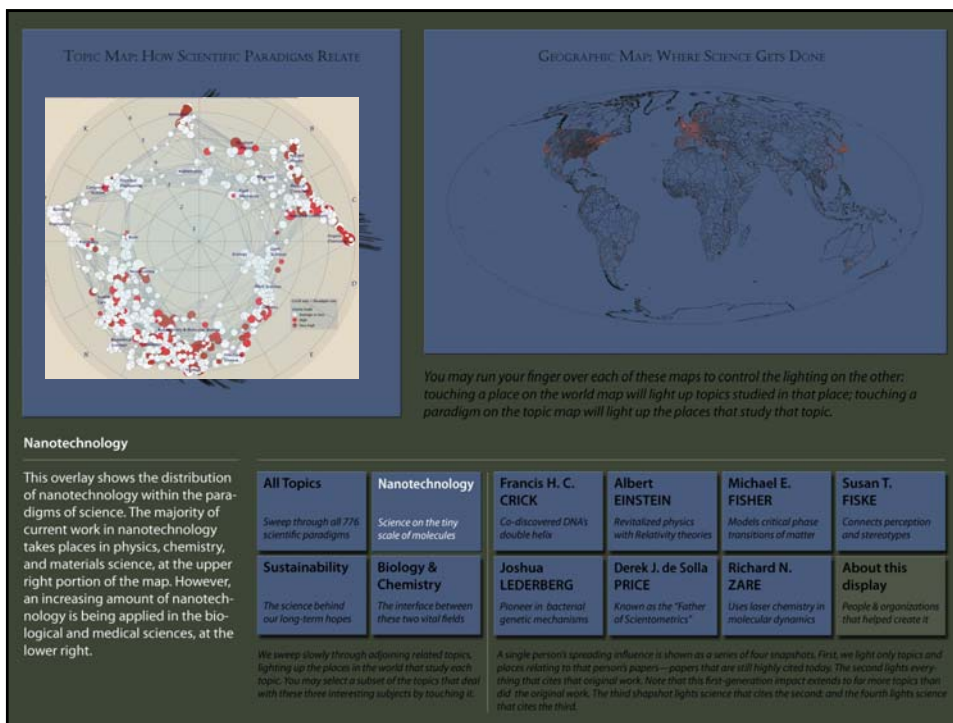 TOPIC MAP: HOW SCIENTIFIC PARADIGMS RELATE
GEOGRAPHIC MAP: WHERE SCIENCE GETS DONE
You may run your finger over each of these maps to control the lighting on the other:
touching a place on the world map will light up topics studied in that place; touching a
paradigm on the topic map will light up the places that study that topic.
Nanotechnology
This overlay shows the distribution
of nanotechnology within the para-
digms of science. The majority of
current work in nanotechnology
takes places in physics, chemistry,
and materials science, at the upper
right portion of the map. However,
an increasing amount of nanotech-
nology is being applied in the bio-
logical and medical sciences, at the
lower right.
All Topics
Sweep through all 776
scientific paradigms
Nanotechnology
Science on the tiny
scale of molecules
Francis H. C.
CRICK
Co-discovered DNA's
double helix
Albert
EINSTEIN
Revitalized physics
with Relativity theories
Michael E.
FISHER
Models critical phase
transitions of matter
Susan T.
FISKE
Connects perception
and stereotypes
Sustainability
The science behind
our long-term hopes
Biology &
Chemistry
The interface between
these two vital fields
Joshua
LEDERBERG
Pioneer in bacterial
genetic mechanisms
Derek J. de Solla
PRICE
Known as the "Father
of Scientometrics"
Richard N.
ZARE
Uses laser chemistry in
molecular dynamics
About this
display
People & organizations
that helped create it
We sweep slowly through adjoining related topics,
lighting up the places in the world that study each
topic. You may select a subset of the topics that deal
with these three interesting subjects by touching it.
A single person's spreading influence is shown as a series of four snapshots. First, we light only topics and
places relating to that person's papers—papers that are still highly cited today. The second lights every-
thing that cites that original work. Note that this first-generation impact extends to far more topics than
did the original work. The third shapshot lights science that cites the second; and the fourth lights science
that cites the third.